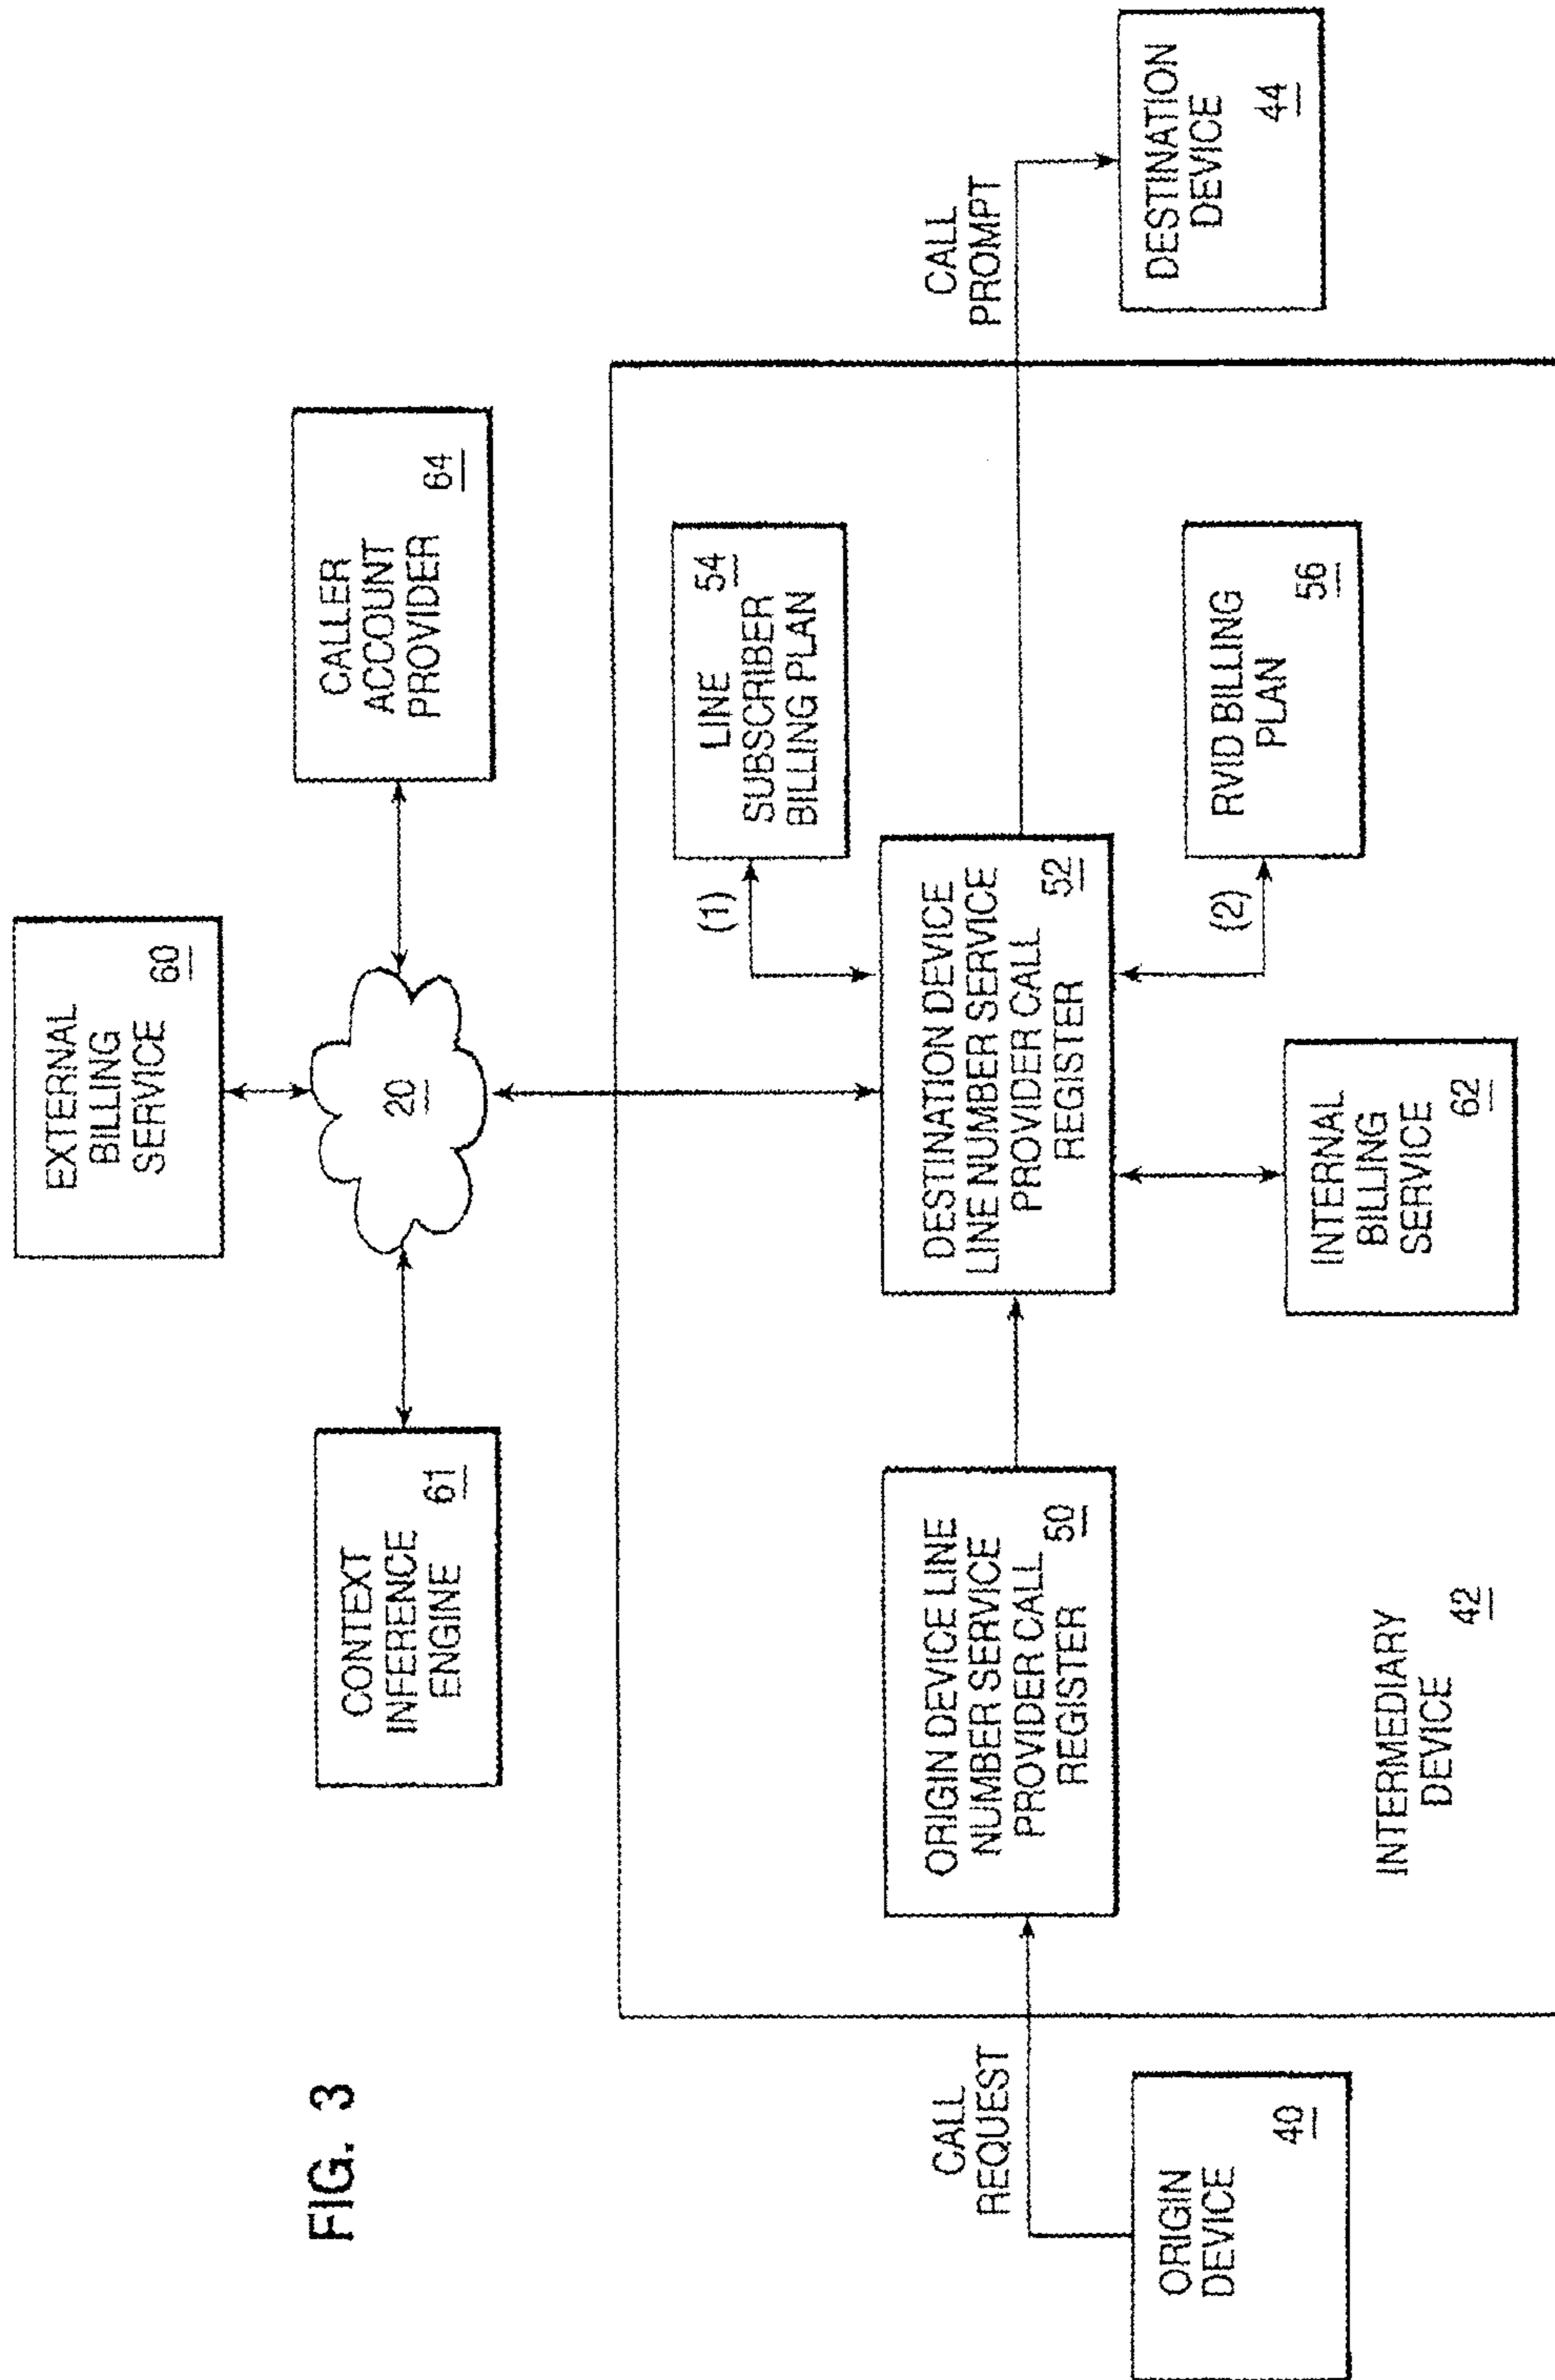 FIG. 3
EXTERNAL
BILLING
SERVICE
60
CONTEXT
INFERENCE
ENGINE
61
20
CALLER
ACCOUNT
PROVIDER
64
LINE
54
SUBSCRIBER
BILLING PLAN
(1)
CALL
REQUEST
ORIGIN DEVICE LINE
NUMBER SERVICE
PROVIDER CALL
50
REGISTER
DESTINATION DEVICE
LINE NUMBER SERVICE
PROVIDER CALL
52
REGISTER
CALL
PROMPT
ORIGIN
DEVICE
40
DESTINATION
DEVICE
44
(2)
RVID BILLING
PLAN
56
INTERNAL
BILLING
SERVICE
62
INTERMEDIARY
DEVICE
42